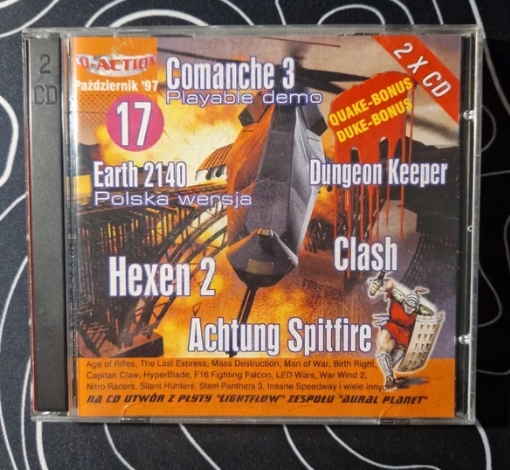 2
CD
CD-ACTION
Październik '97
17
Comanche 3
Playable demo
2 x CD
QUAKE-BONUS
DUKE-BONUS
Earth 2140
Polska wersja
Dungeon Keeper
Clash
Hexen 2
Achtung Spitfire
Age of Rifles, The Last Express, Mass Destruction, Man of War, Birth Right,
Capitan Claw, HyperBlade, F16 Fighting Falcon, LED Wars, War Wind 2,
Nitro Racers, Silent Hunters, Steel Panthers 3, Insane Speedway i wiele innych
NA CD UTWÓR Z PŁYTY "LIGHTFLOW" ZESPOŁU "AURAL PLANET"